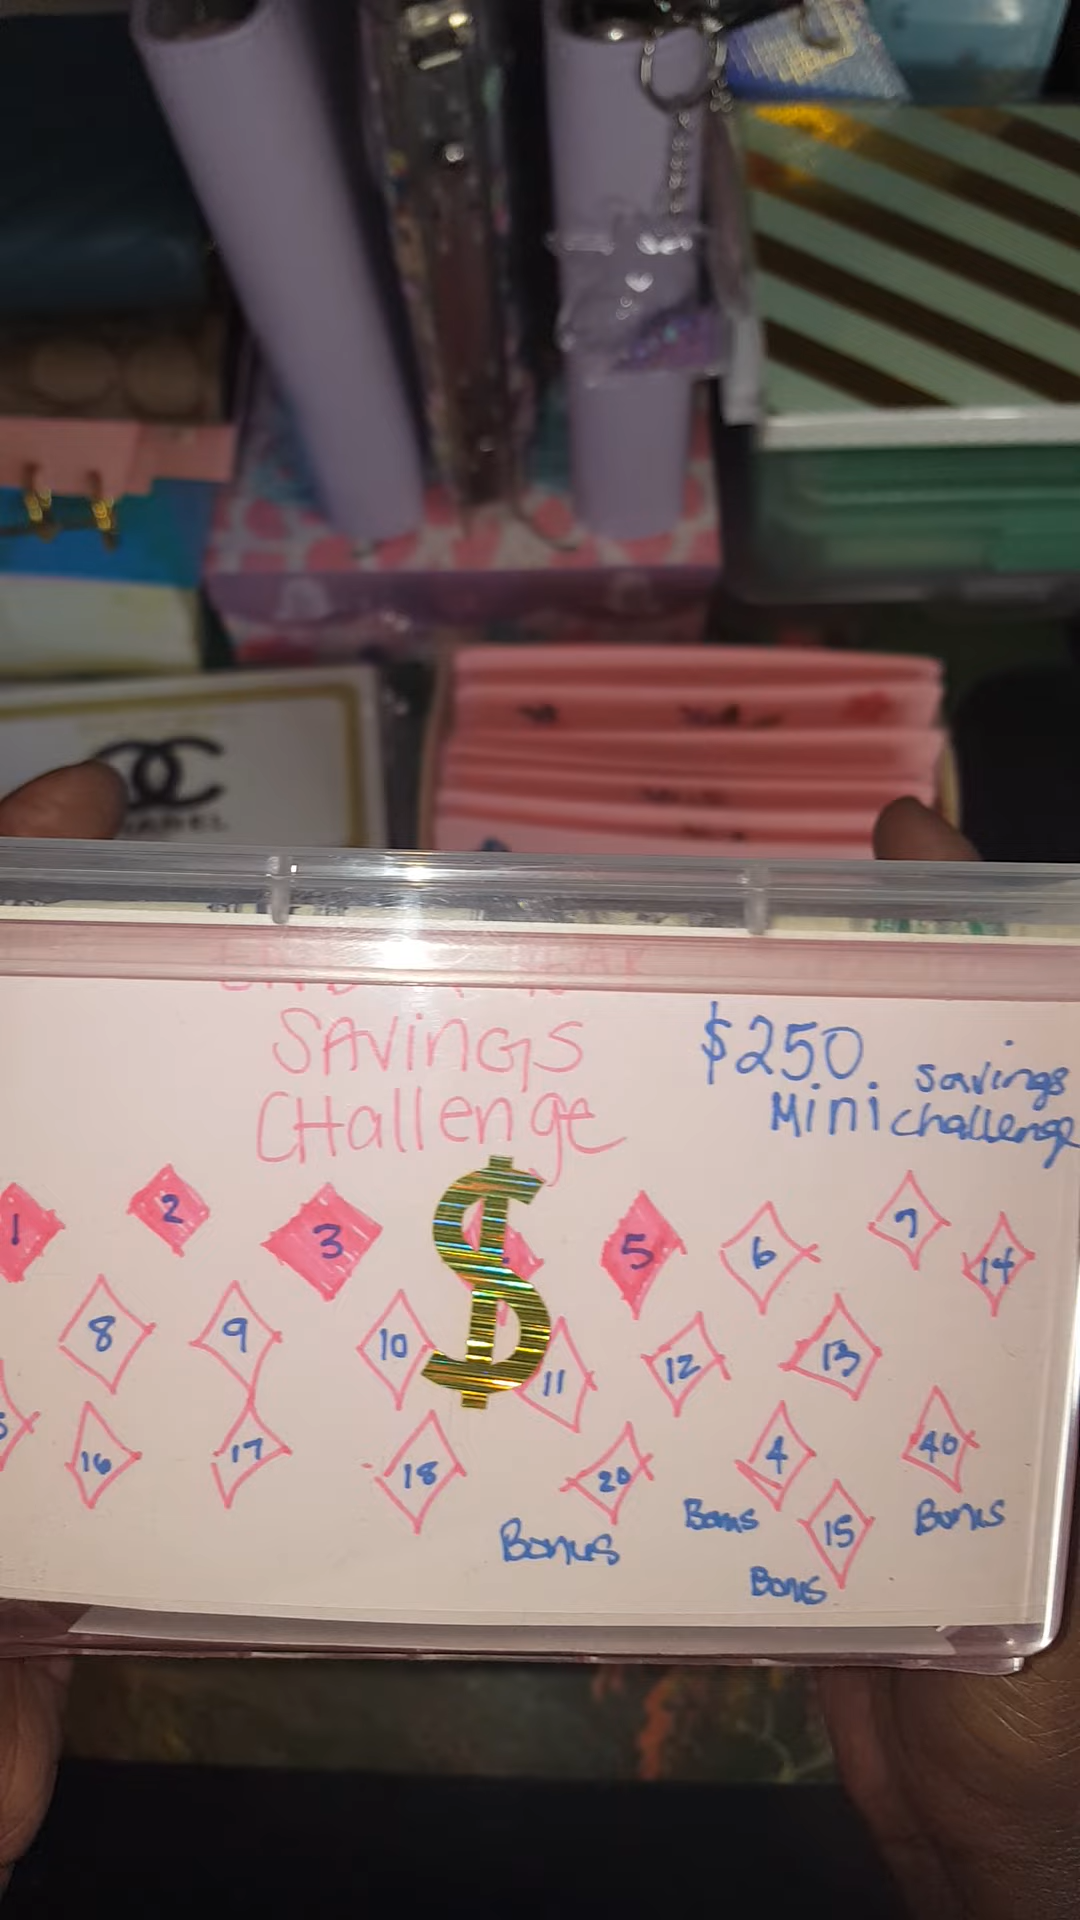 CHANEL
SAViNGS
CHallenge
$250 savings
Mini challenge
1 2 3 5 6 7 14
8 9 10 11 12 13
16 17 18 20 4 40
Bonus Bonus Bonus
15
Bonus